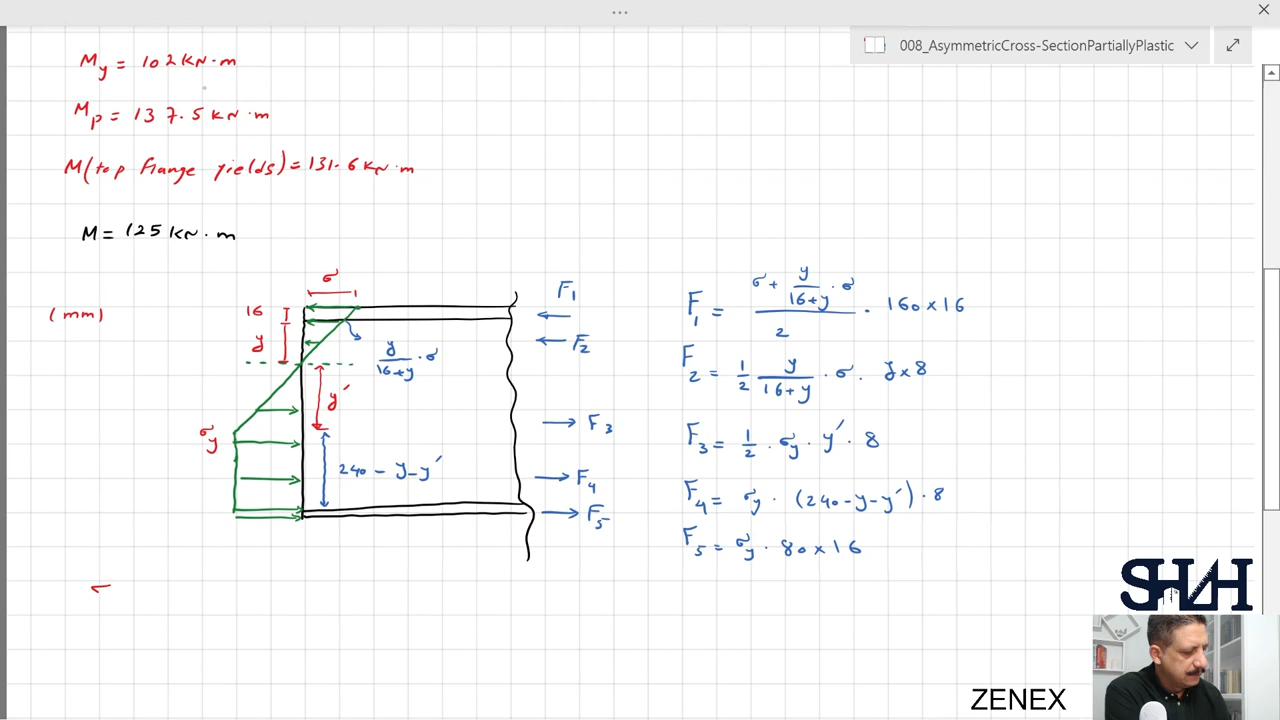 008_AsymmetricCross-SectionPartiallyPlastic
My = 102 kN·m
Mp = 137.5 kN·m
M(top flange yields) = 131.6 kN·m
M = 125 kN·m
(mm)
σ
16
y
y/(16+y) · σ
y'
σy
240 - y - y'
F1
F2
F3
F4
F5
F1 = (σ + y/(16+y) · σ)/2 · 160 × 16
F2 = 1/2 y/(16+y) · σ · y × 8
F3 = 1/2 · σy · y' · 8
F4 = σy · (240 - y - y') · 8
F5 = σy · 80 × 16
SHLH
ZENEX